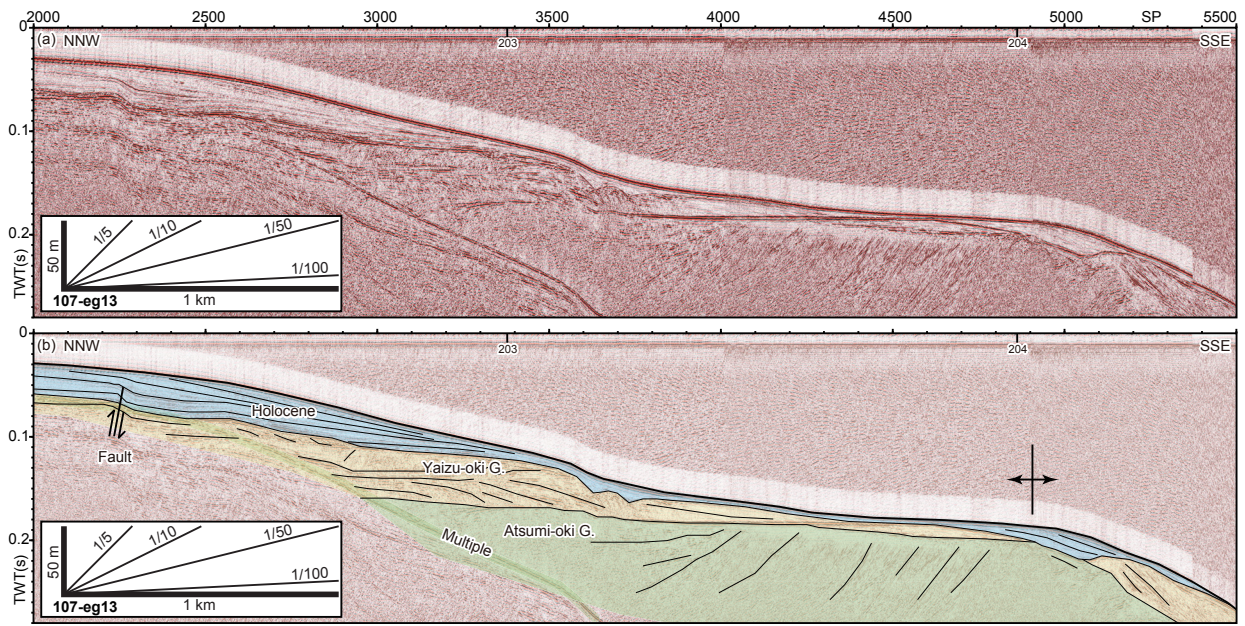 2000 2500 3000 3500 4000 4500 5000 SP 5500
0
(a) NNW 203 204 SSE
0.1
0.2
TWT(s)
50 m
1/5 1/10 1/50
1/100
107-eg13 1 km
0
(b) NNW 203 204 SSE
Holocene
0.1
Fault
Yaizu-oki G.
Atsumi-oki G.
Multiple
0.2
TWT(s)
50 m
1/5 1/10 1/50
1/100
107-eg13 1 km